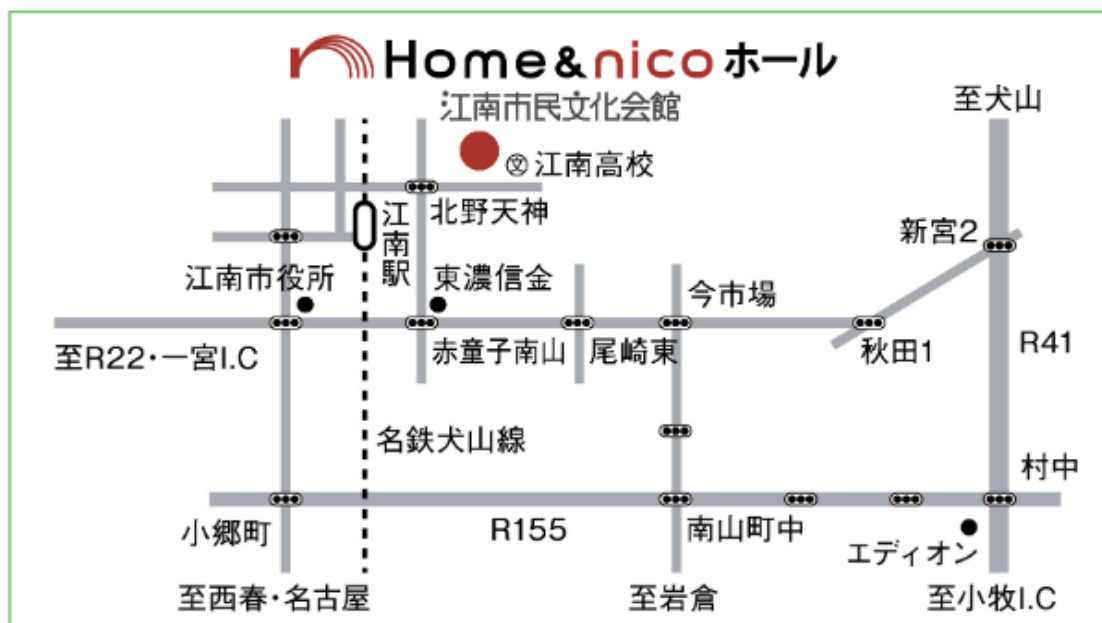 Home&nicoホール
江南市民文化会館
至犬山
㊫江南高校
北野天神
江南駅
新宮2
江南市役所
東濃信金
今市場
至R22・一宮I.C
赤童子南山
尾崎東
秋田1
R41
名鉄犬山線
村中
小郷町
R155
南山町中
エディオン
至西春・名古屋
至岩倉
至小牧I.C